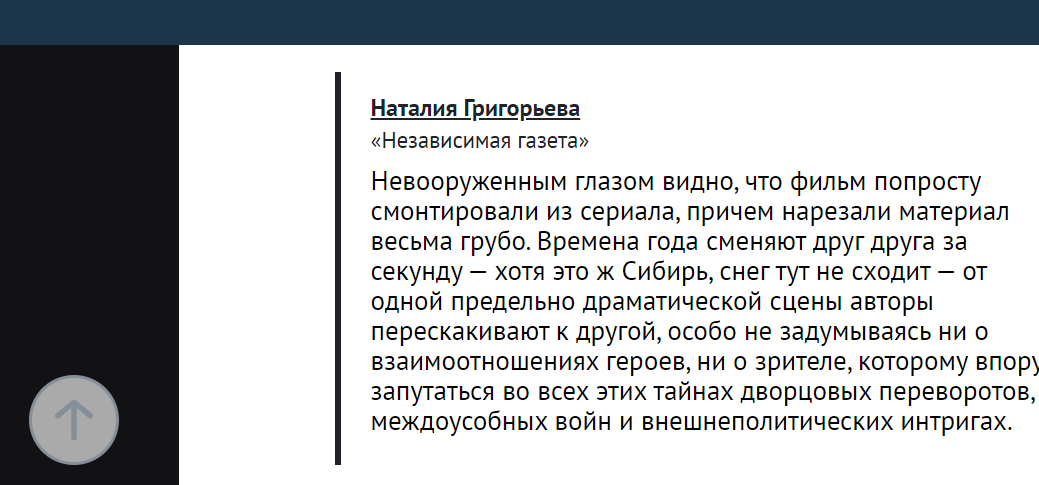 Наталия Григорьева
«Независимая газета»
Невооруженным глазом видно, что фильм попросту
смонтировали из сериала, причем нарезали материал
весьма грубо. Времена года сменяют друг друга за
секунду — хотя это ж Сибирь, снег тут не сходит — от
одной предельно драматической сцены авторы
перескакивают к другой, особо не задумываясь ни о
взаимоотношениях героев, ни о зрителе, которому впору
запутаться во всех этих тайнах дворцовых переворотов,
междоусобных войн и внешнеполитических интригах.